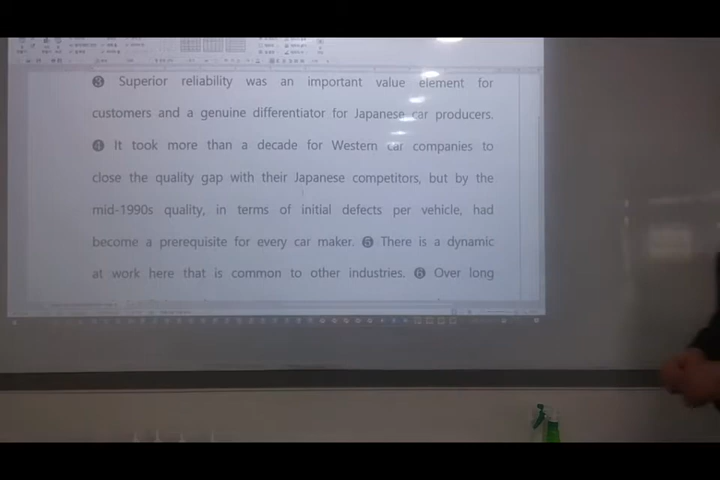 ❸ Superior reliability was an important value element for
customers and a genuine differentiator for Japanese car producers.
❹ It took more than a decade for Western car companies to
close the quality gap with their Japanese competitors, but by the
mid-1990s quality, in terms of initial defects per vehicle, had
become a prerequisite for every car maker. ❺ There is a dynamic
at work here that is common to other industries. ❻ Over long